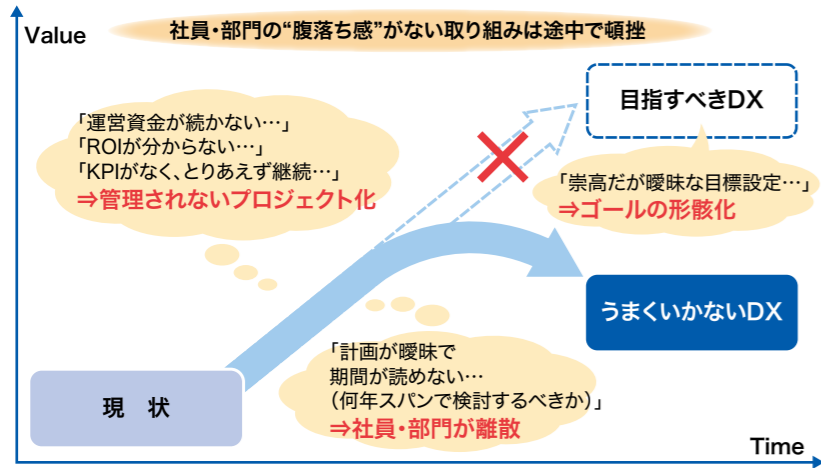 Value
社員・部門の“腹落ち感”がない取り組みは途中で頓挫
目指すべきDX
「運営資金が続かない…」
「ROIが分からない…」
「KPIがなく、とりあえず継続…」
⇒管理されないプロジェクト化
「崇高だが曖昧な目標設定…」
⇒ゴールの形骸化
うまくいかないDX
「計画が曖昧で
期間が読めない…
(何年スパンで検討するべきか)」
⇒社員・部門が離散
現　状
Time